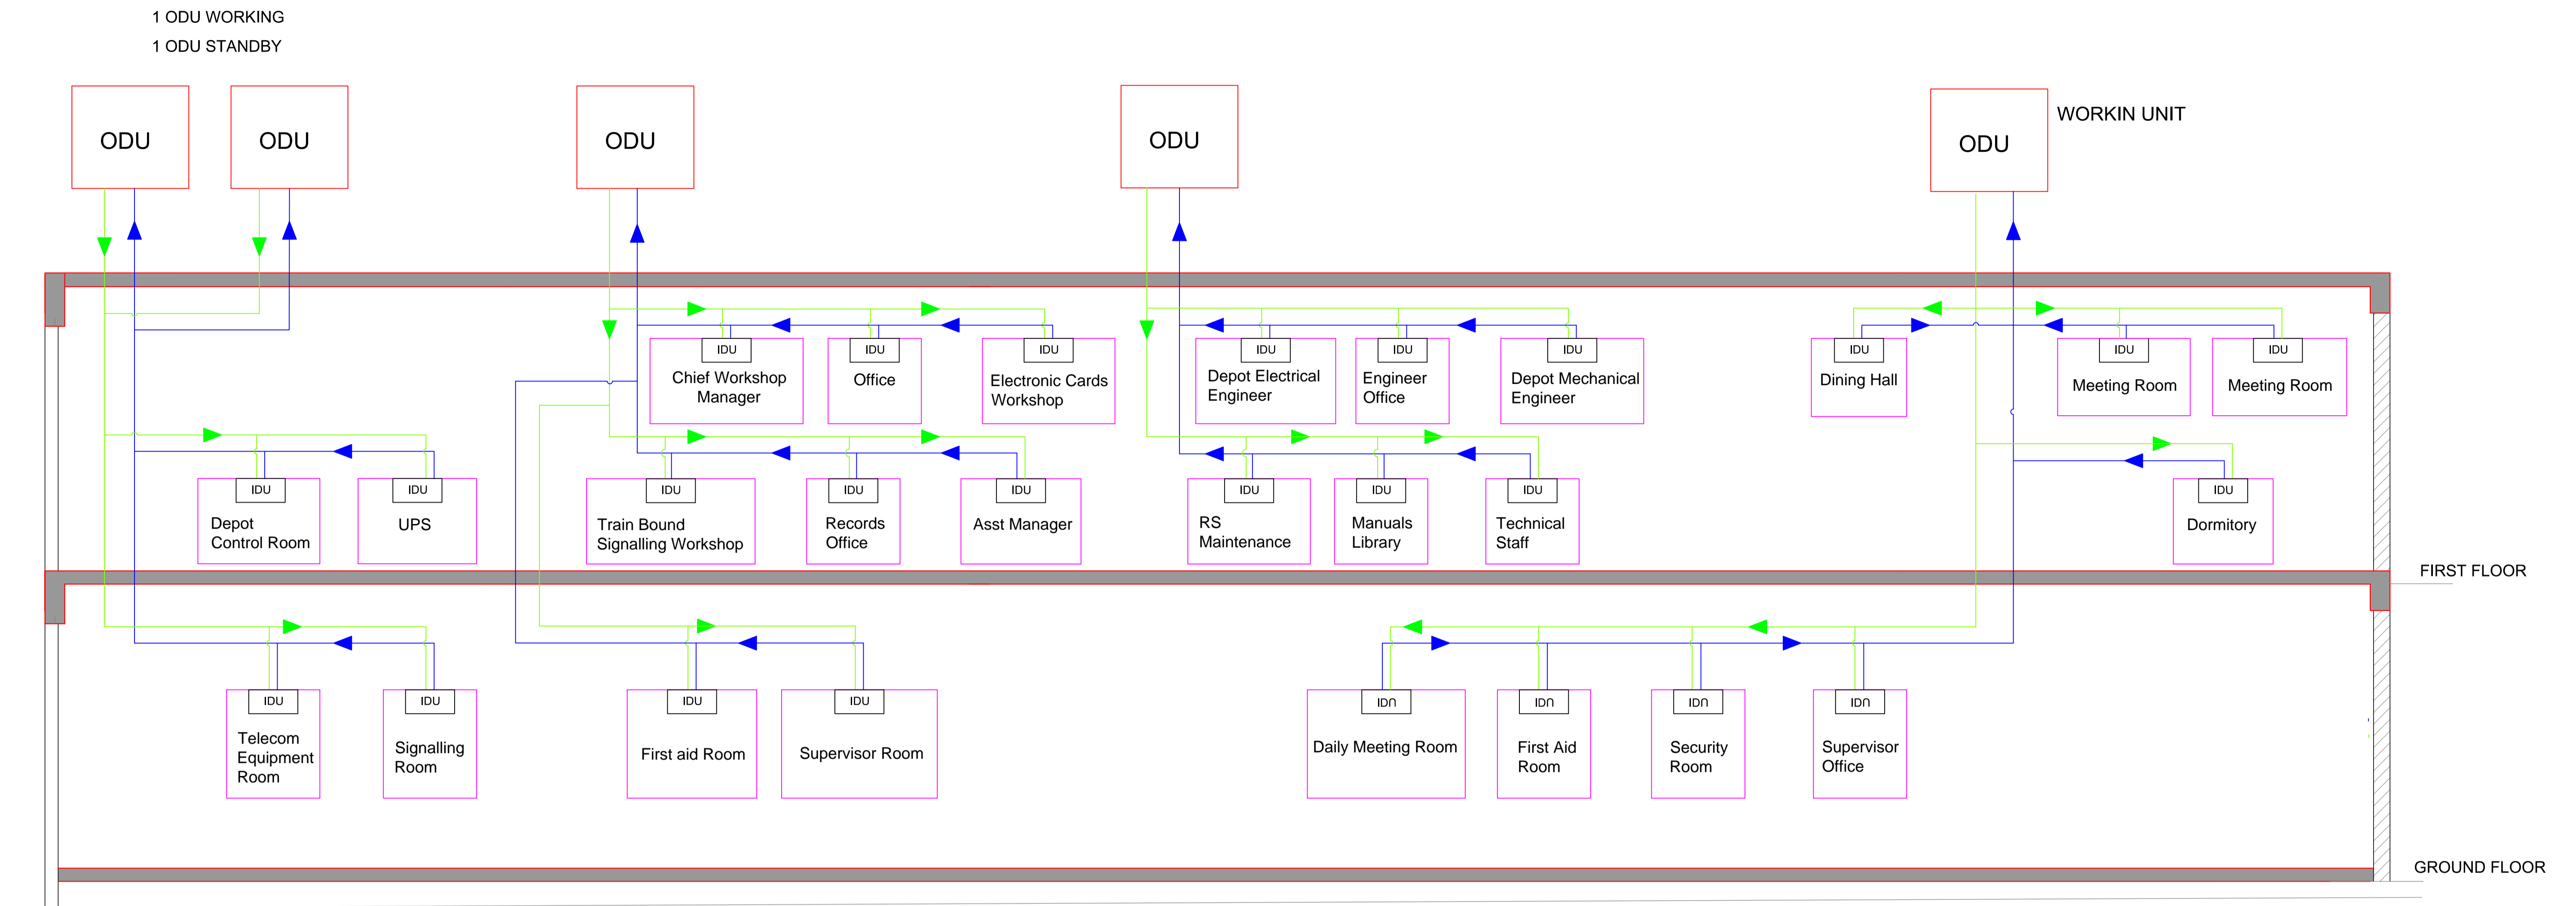 1 ODU WORKING
1 ODU STANDBY
ODU
ODU
ODU
ODU
ODU
WORKIN UNIT
IDU
Chief Workshop
Manager
IDU
Office
IDU
Electronic Cards
Workshop
IDU
Depot Electrical
Engineer
IDU
Engineer
Office
IDU
Depot Mechanical
Engineer
IDU
Dining Hall
IDU
Meeting Room
IDU
Meeting Room
IDU
Depot
Control Room
IDU
UPS
IDU
Train Bound
Signalling Workshop
IDU
Records
Office
IDU
Asst Manager
IDU
RS
Maintenance
IDU
Manuals
Library
IDU
Technical
Staff
IDU
Dormitory
FIRST FLOOR
IDU
Telecom
Equipment
Room
IDU
Signalling
Room
IDU
First aid Room
IDU
Supervisor Room
IDU
Daily Meeting Room
IDU
First Aid
Room
IDU
Security
Room
IDU
Supervisor
Office
GROUND FLOOR